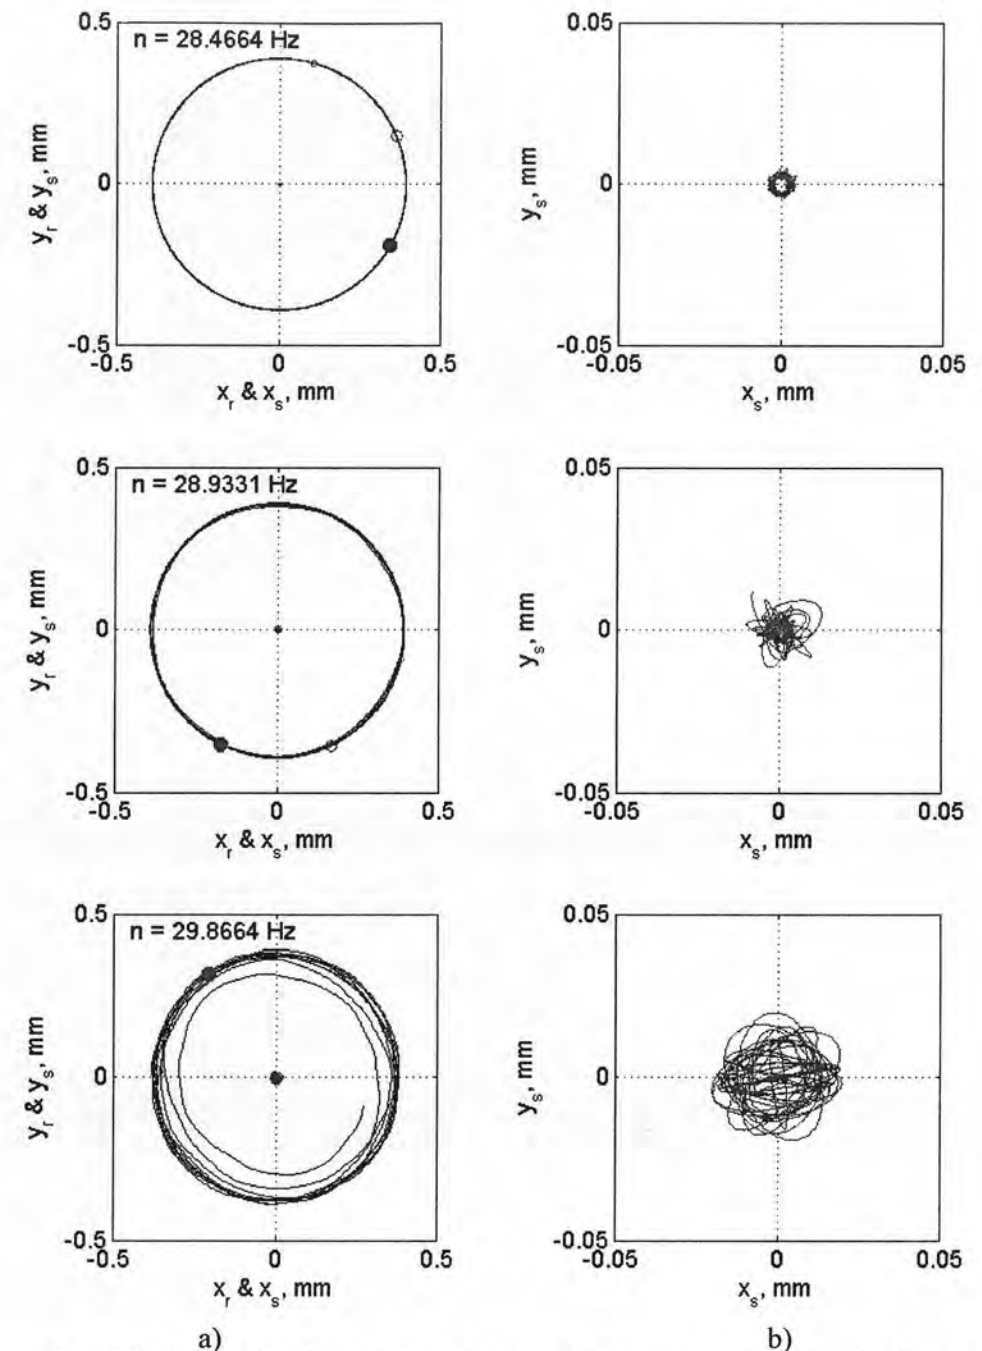 0.5
n = 28.4664 Hz
y_r & y_s, mm
0
-0.5
-0.5 0 0.5
x_r & x_s, mm
0.05
y_s, mm
0
-0.05
-0.05 0 0.05
x_s, mm
0.5
n = 28.9331 Hz
y_r & y_s, mm
0
-0.5
-0.5 0 0.5
x_r & x_s, mm
0.05
y_s, mm
0
-0.05
-0.05 0 0.05
x_s, mm
0.5
n = 29.8664 Hz
y_r & y_s, mm
0
-0.5
-0.5 0 0.5
x_r & x_s, mm
0.05
y_s, mm
0
-0.05
-0.05 0 0.05
x_s, mm
a) b)